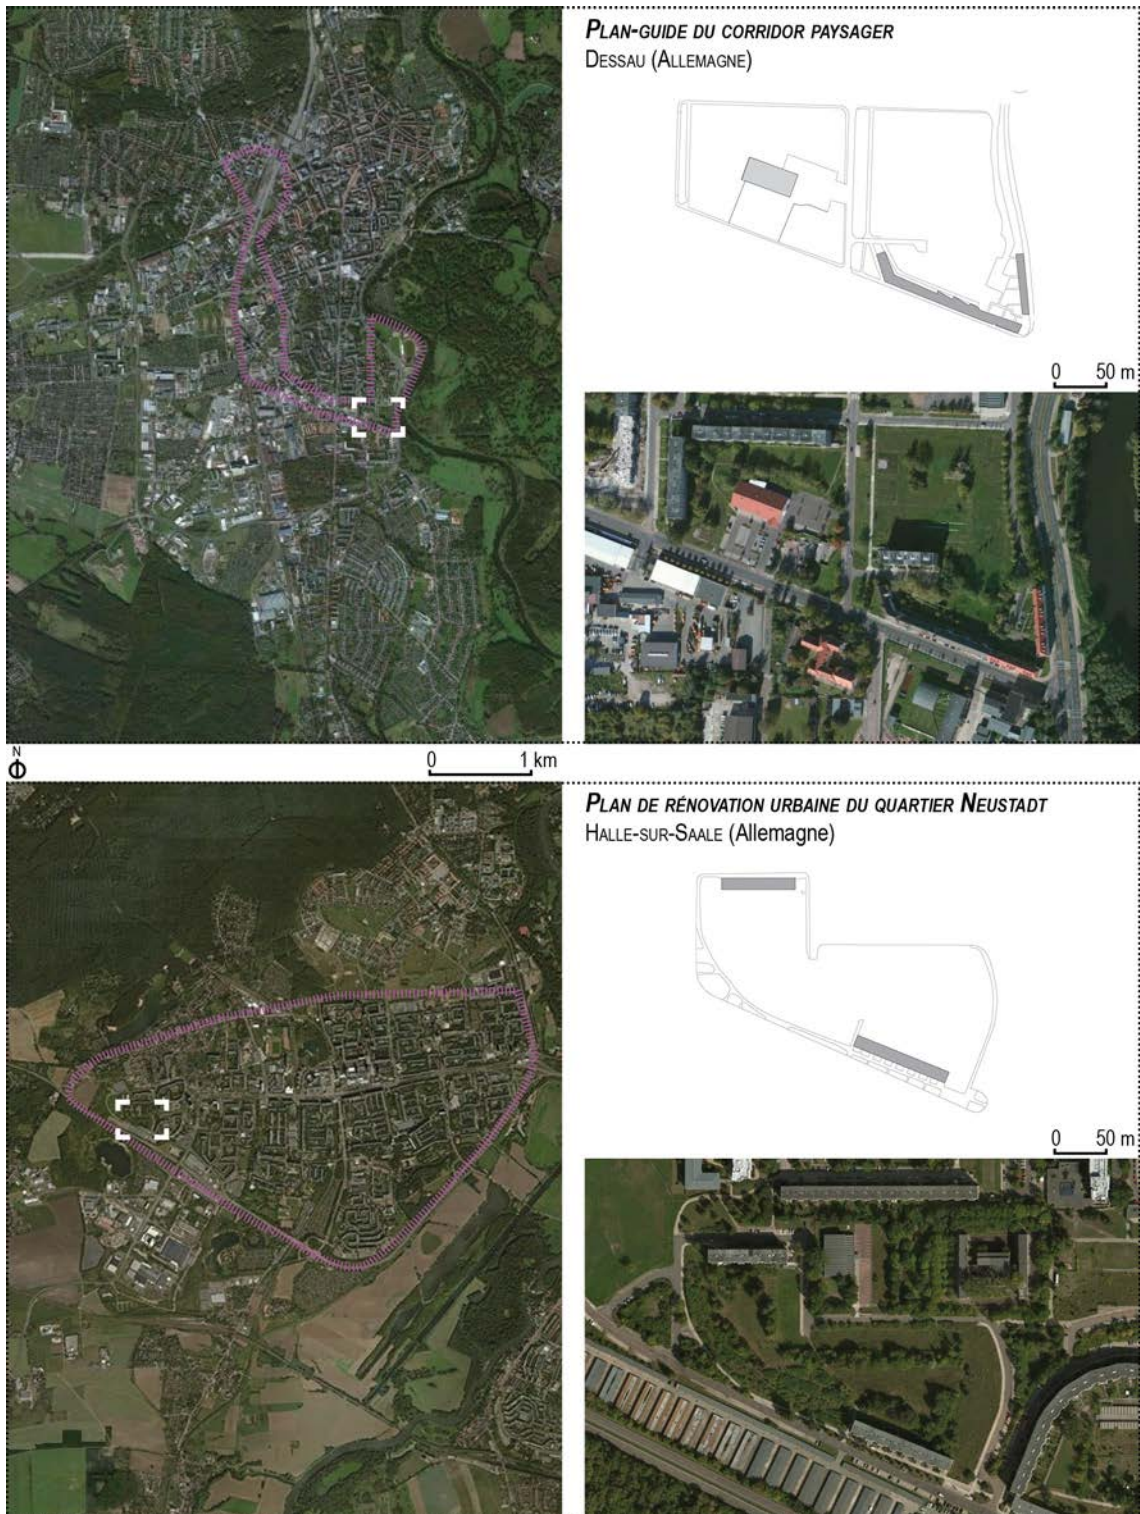 PLAN-GUIDE DU CORRIDOR PAYSAGER
DESSAU (ALLEMAGNE)
0 50 m
N
0 1 km
PLAN DE RÉNOVATION URBAINE DU QUARTIER NEUSTADT
HALLE-SUR-SAALE (Allemagne)
0 50 m